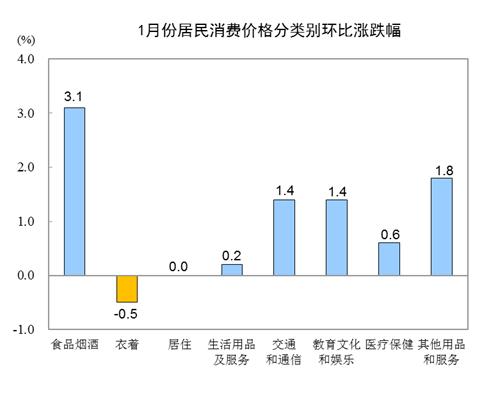 1月份居民消费价格分类别环比涨跌幅
(%)
4.0
3.0
2.0
1.0
0.0
-1.0
3.1
-0.5
0.0
0.2
1.4
1.4
0.6
1.8
食品烟酒
衣着
居住
生活用品
及服务
交通
和通信
教育文化
和娱乐
医疗保健
其他用品
和服务